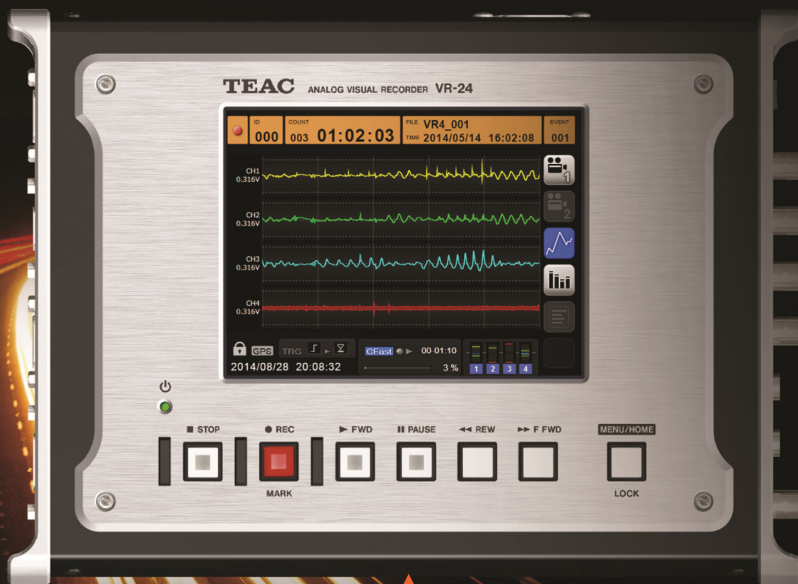 TEAC ANALOG VISUAL RECORDER VR-24
ID COUNT FILE VR4_001 EVENT
000 003 01:02:03 TIME 2014/05/14 16:02:08 001
CH1
0.316V
1
CH2
0.316V
2
CH3
0.316V
CH4
0.316V
GPS TRG CFast 00 01:10
2014/08/28 20:08:32 3 % 1 2 3 4
STOP REC FWD PAUSE REW F FWD MENU/HOME
MARK LOCK